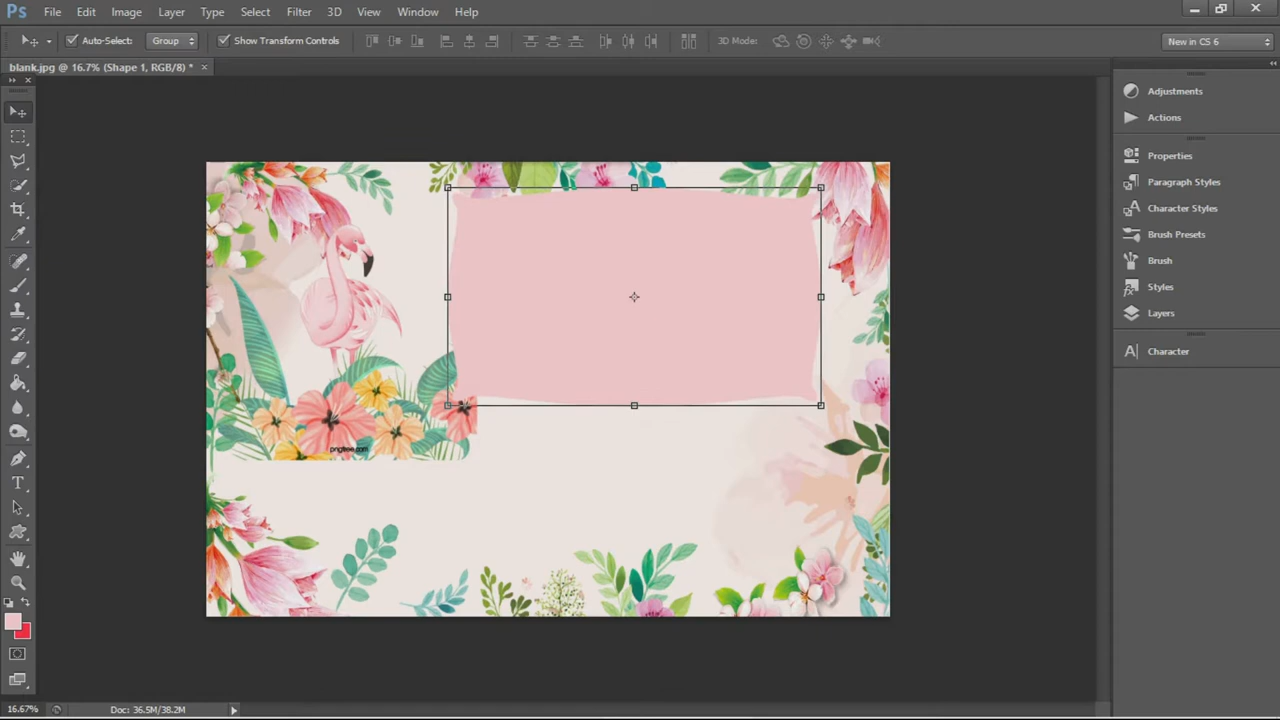 Ps File Edit Image Layer Type Select Filter 3D View Window Help
Auto-Select: Group Show Transform Controls 3D Mode: New in CS 6
blank.jpg @ 16.7% (Shape 1, RGB/8) * ×
Adjustments
Actions
Properties
Paragraph Styles
Character Styles
Brush Presets
Brush
Styles
Layers
Character
pngtree.com
16.67% Doc: 36.5M/38.2M